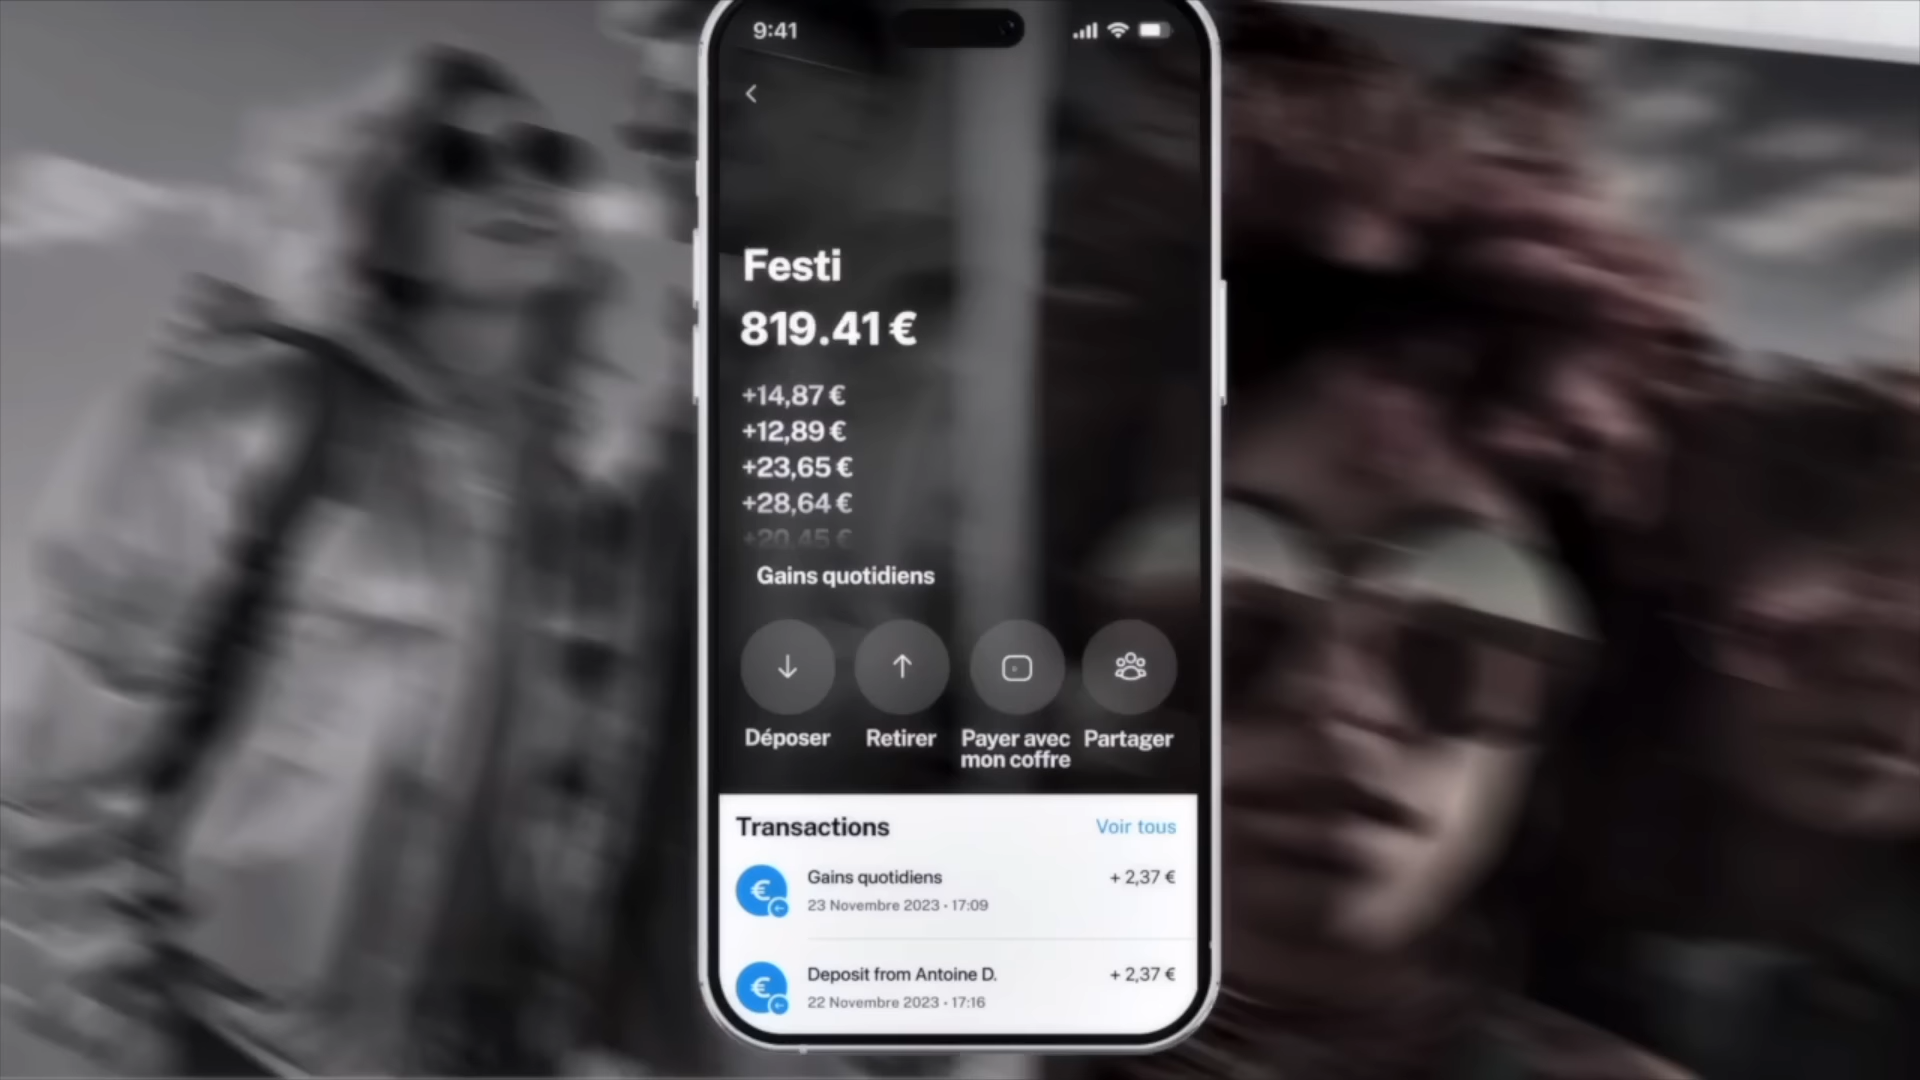 9:41
Festi
819.41 €
+14,87 €
+12,89 €
+23,65 €
+28,64 €
+20,45 €
Gains quotidiens
Déposer
Retirer
Payer avec
mon coffre
Partager
Transactions
Voir tous
Gains quotidiens
+ 2,37 €
23 Novembre 2023 • 17:09
Deposit from Antoine D.
+ 2,37 €
22 Novembre 2023 • 17:16